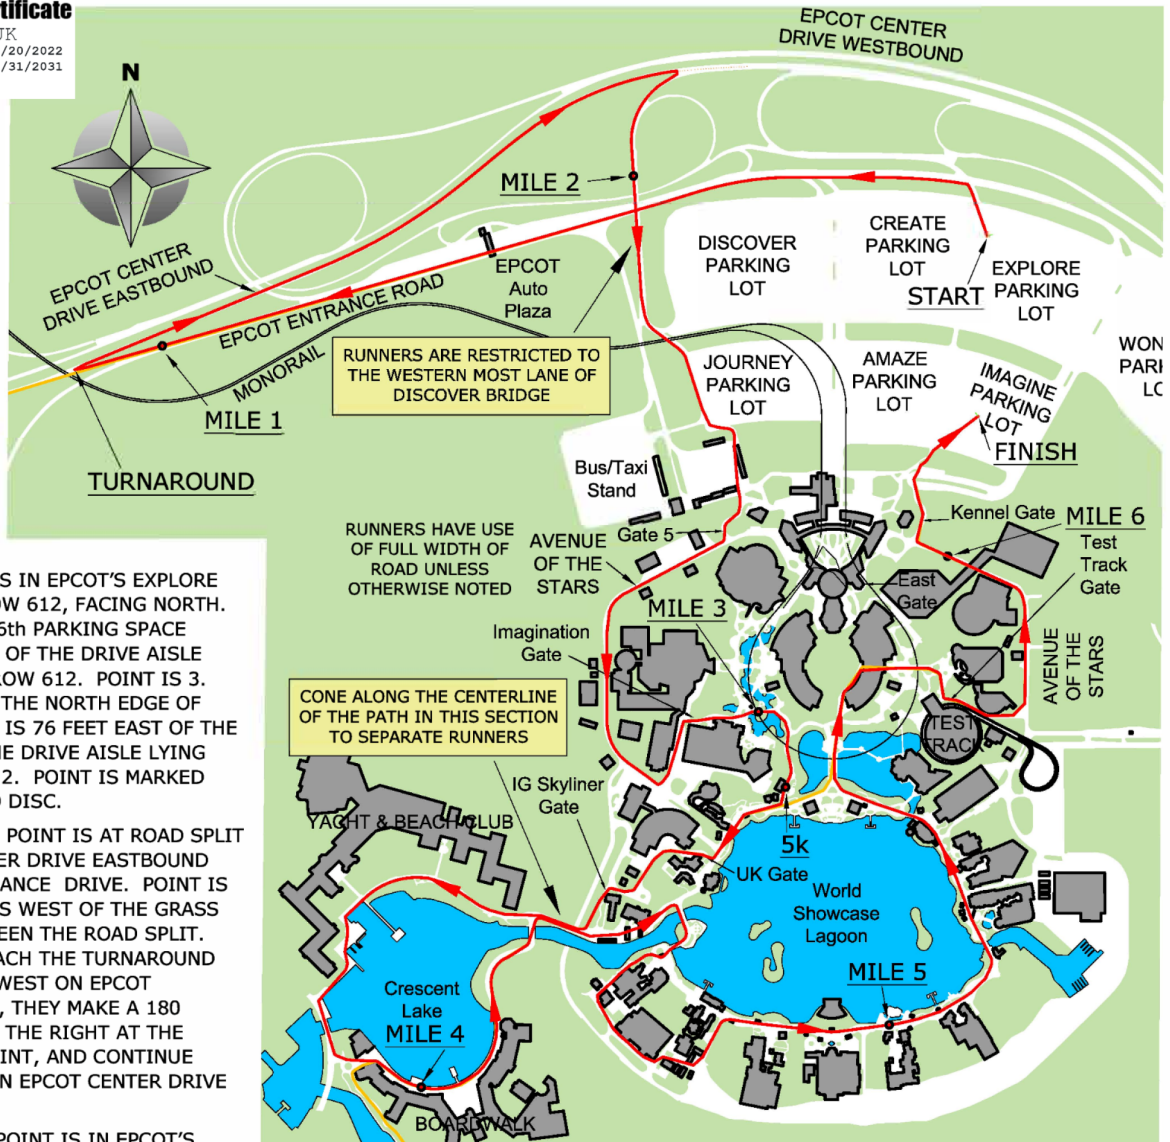 rtificate
UK
/20/2022
/31/2031
N
EPCOT CENTER
DRIVE WESTBOUND
MILE 2
EPCOT CENTER
DRIVE EASTBOUND
EPCOT
Auto
Plaza
EPCOT ENTRANCE ROAD
MONORAIL
DISCOVER
PARKING
LOT
CREATE
PARKING
LOT
START
EXPLORE
PARKING
LOT
RUNNERS ARE RESTRICTED TO
THE WESTERN MOST LANE OF
DISCOVER BRIDGE
JOURNEY
PARKING
LOT
AMAZE
PARKING
LOT
IMAGINE
PARKING
LOT
WON
PARK
LO
MILE 1
TURNAROUND
FINISH
Bus/Taxi
Stand
RUNNERS HAVE USE
OF FULL WIDTH OF
ROAD UNLESS
OTHERWISE NOTED
Gate 5
AVENUE
OF THE
STARS
Kennel Gate
MILE 6
Test
Track
Gate
East
Gate
MILE 3
Imagination
Gate
AVENUE
OF THE
STARS
CONE ALONG THE CENTERLINE
OF THE PATH IN THIS SECTION
TO SEPARATE RUNNERS
TEST
TRACK
IG Skyliner
Gate
YACHT & BEACH CLUB
5k
UK Gate
World
Showcase
Lagoon
MILE 5
Crescent
Lake
MILE 4
BOARDWALK
S IN EPCOT'S EXPLORE
OW 612, FACING NORTH.
6th PARKING SPACE
OF THE DRIVE AISLE
ROW 612. POINT IS 3.
THE NORTH EDGE OF
IS 76 FEET EAST OF THE
E DRIVE AISLE LYING
2. POINT IS MARKED
D DISC.
POINT IS AT ROAD SPLIT
ER DRIVE EASTBOUND
ANCE DRIVE. POINT IS
S WEST OF THE GRASS
EEN THE ROAD SPLIT.
ACH THE TURNAROUND
WEST ON EPCOT
, THEY MAKE A 180
THE RIGHT AT THE
INT, AND CONTINUE
N EPCOT CENTER DRIVE
POINT IS IN EPCOT'S